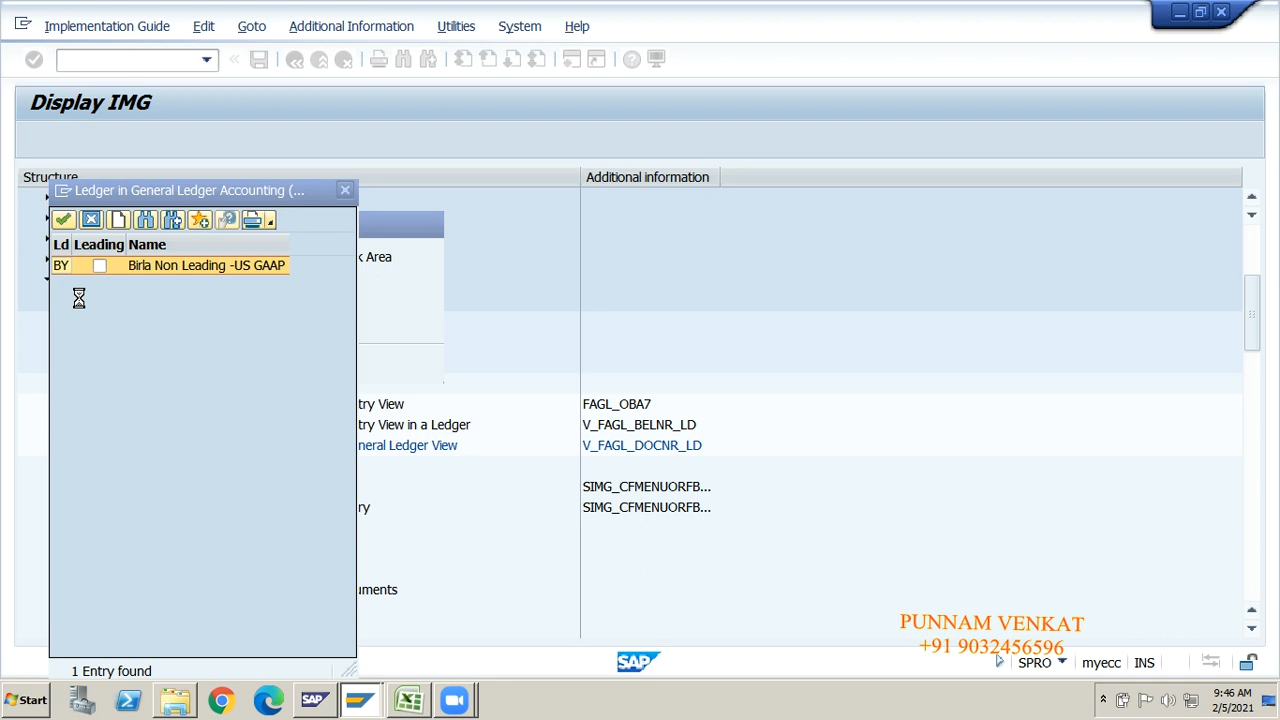 Implementation Guide Edit Goto Additional Information Utilities System Help
Display IMG
Structure Additional information
Ledger in General Ledger Accounting (...
Ld Leading Name
BY Birla Non Leading -US GAAP
k Area
try View FAGL_OBA7
try View in a Ledger V_FAGL_BELNR_LD
neral Ledger View V_FAGL_DOCNR_LD
SIMG_CFMENUORFB...
ry SIMG_CFMENUORFB...
uments
PUNNAM VENKAT
+91 9032456596
1 Entry found
SAP SPRO myecc INS
Start SAP 9:46 AM
2/5/2021